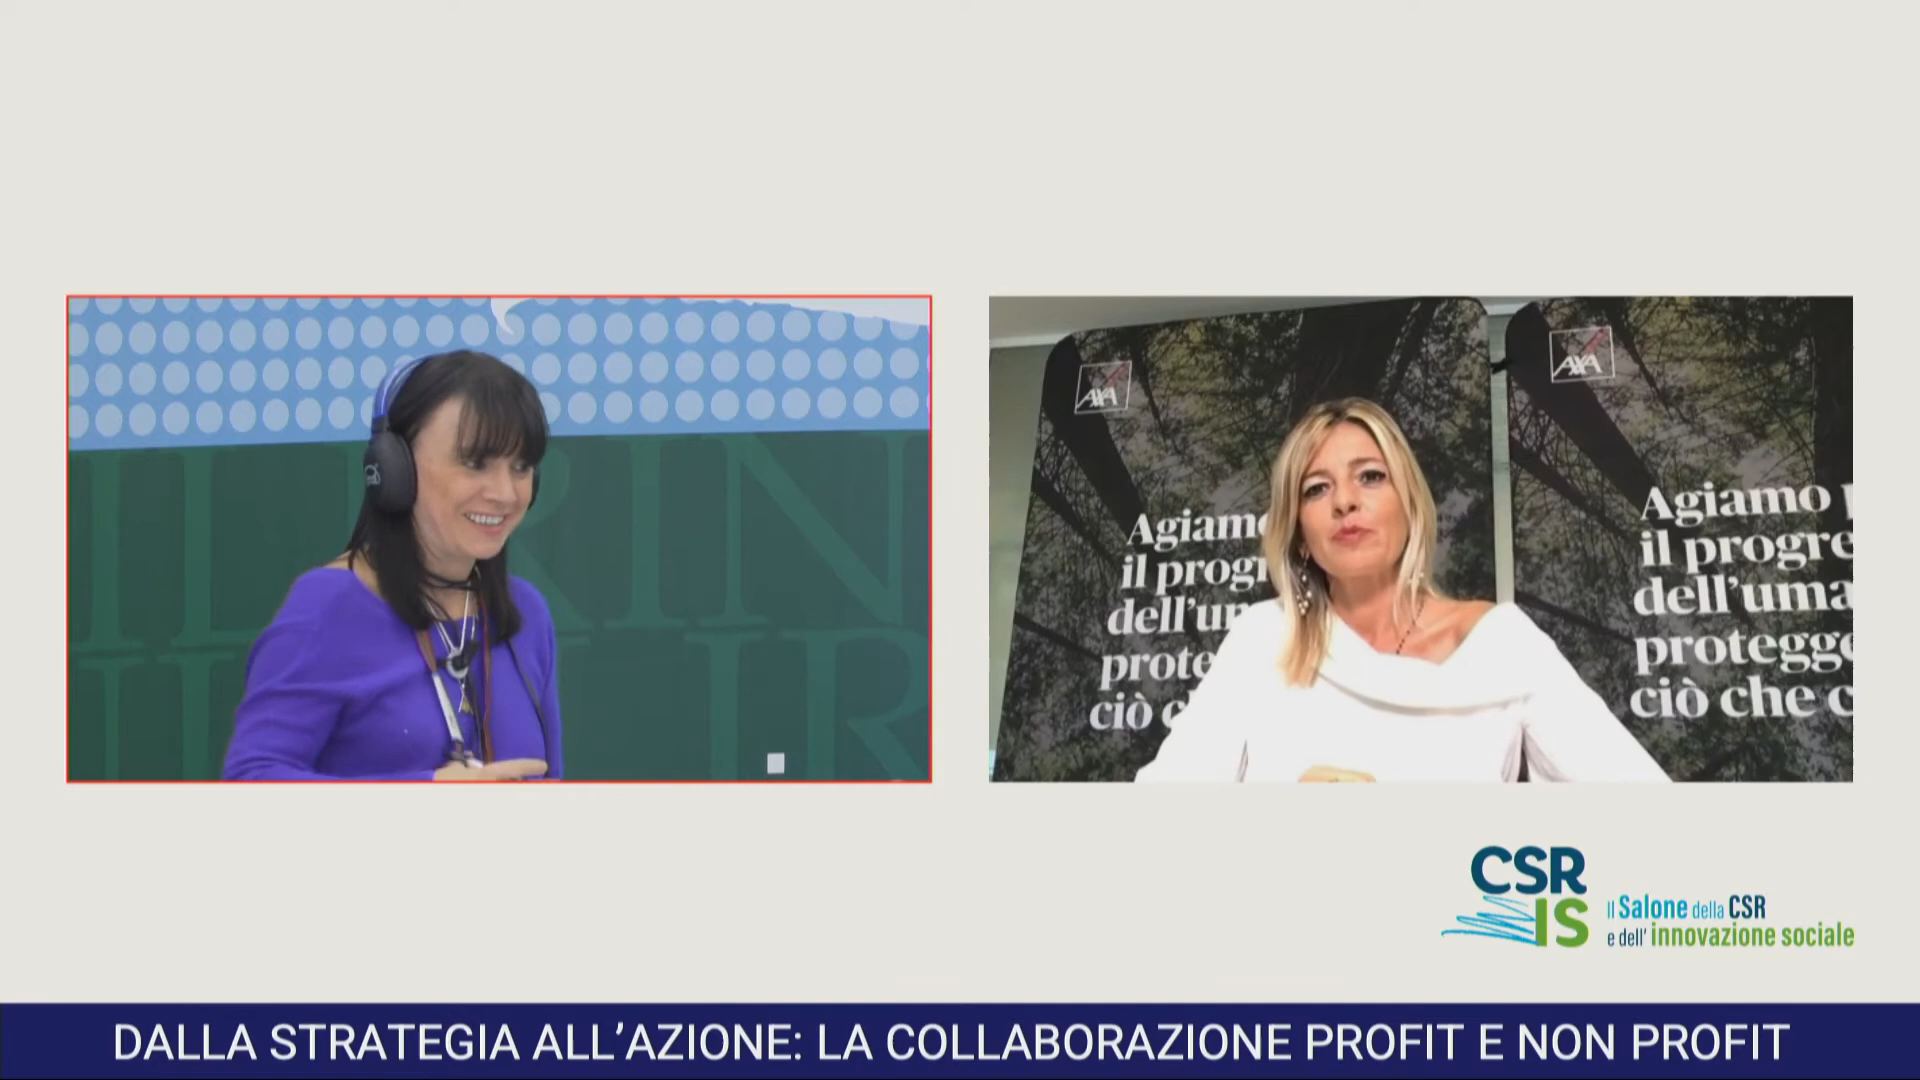 AXA
Agiamo
il progr
dell'um
prote
ciò c
AXA
Agiamo
il progre
dell'uma
protegge
ciò che c
CSR
IS
Il Salone della CSR
e dell' innovazione sociale
DALLA STRATEGIA ALL'AZIONE: LA COLLABORAZIONE PROFIT E NON PROFIT